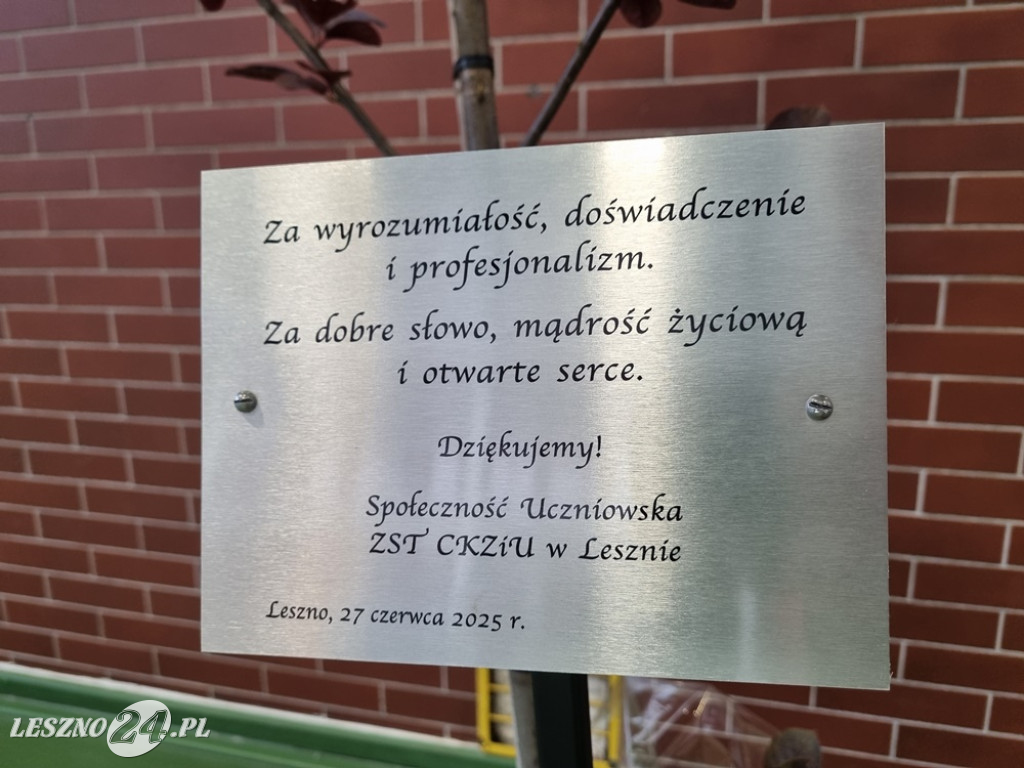 Za wyrozumiałość, doświadczenie
i profesjonalizm.
Za dobre słowo, mądrość życiową
i otwarte serce.
Dziękujemy!
Społeczność Uczniowska
ZST CKZiU w Lesznie
Leszno, 27 czerwca 2025 r.
LESZNO24.PL